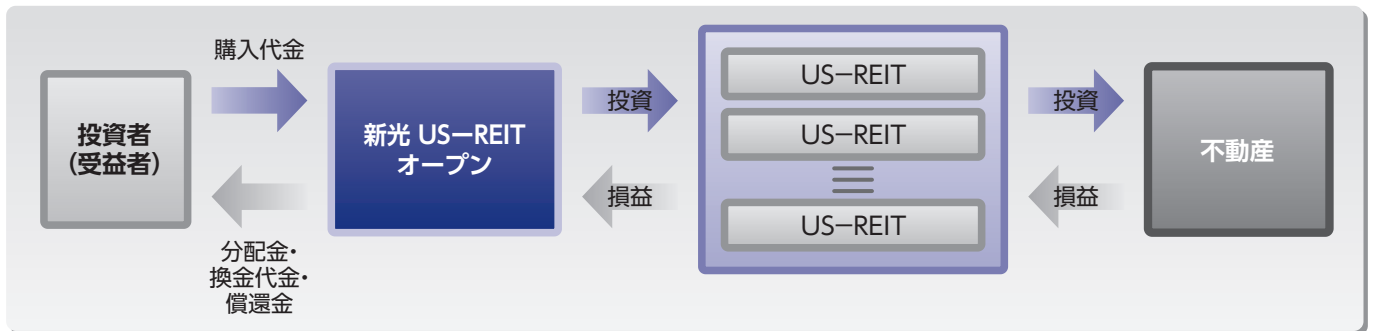 購入代金
投資者
(受益者)
分配金・
換金代金・
償還金
新光 US−REIT
オープン
投資
損益
US−REIT
US−REIT
US−REIT
投資
損益
不動産